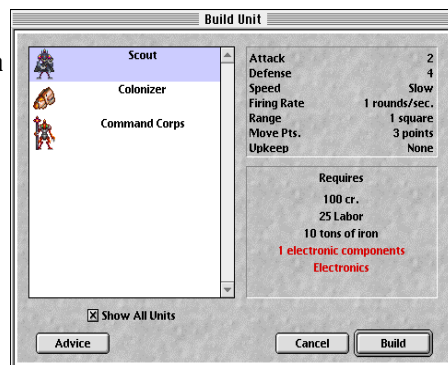 Build Unit
Scout
Colonizer
Command Corps
Attack 2
Defense 4
Speed Slow
Firing Rate 1 rounds/sec.
Range 1 square
Move Pts. 3 points
Upkeep None
Requires
100 cr.
25 Labor
10 tons of iron
1 electronic components
Electronics
Show All Units
Advice Cancel Build